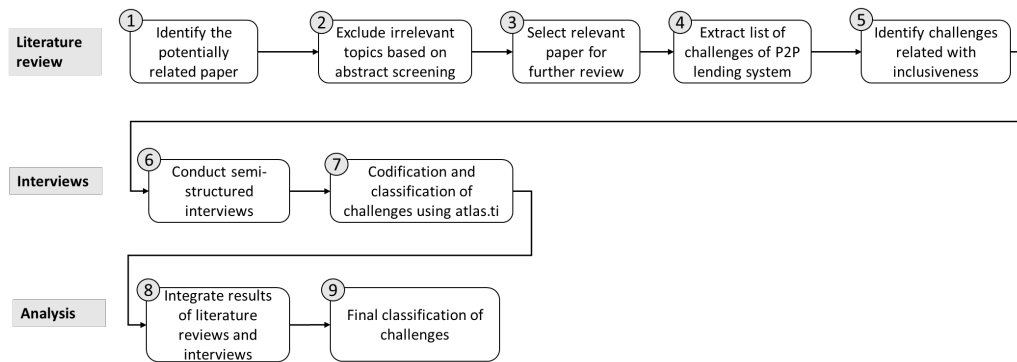 Literature
review
1
Identify the
potentially
related paper
2
Exclude irrelevant
topics based on
abstract screening
3
Select relevant
paper for
further review
4
Extract list of
challenges of P2P
lending system
5
Identify challenges
related with
inclusiveness
Interviews
6
Conduct semi-
structured
interviews
7
Codification and
classification of
challenges using atlas.ti
Analysis
8
Integrate results
of literature
reviews and
interviews
9
Final classification of
challenges